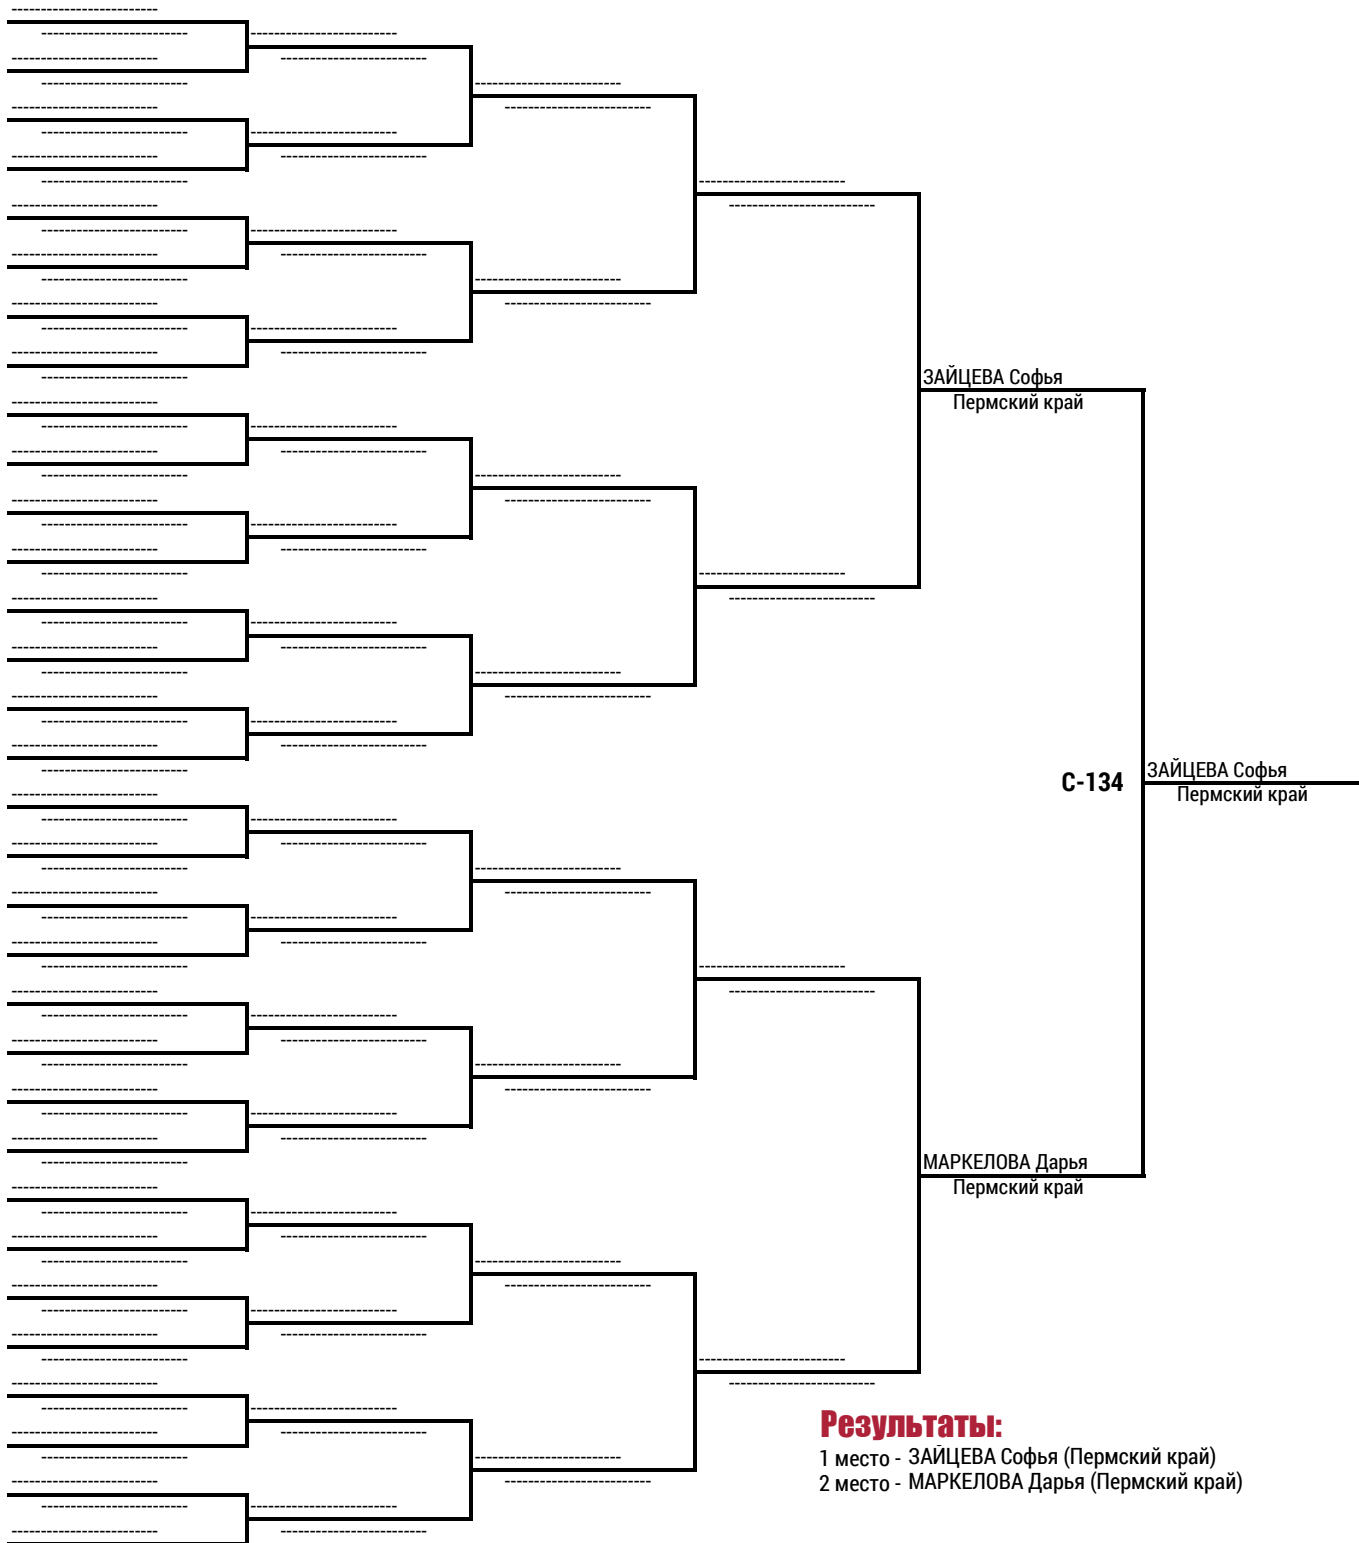 ЗАЙЦЕВА Софья
Пермский край
С-134
ЗАЙЦЕВА Софья
Пермский край
МАРКЕЛОВА Дарья
Пермский край
Результаты:
1 место - ЗАЙЦЕВА Софья (Пермский край)
2 место - МАРКЕЛОВА Дарья (Пермский край)